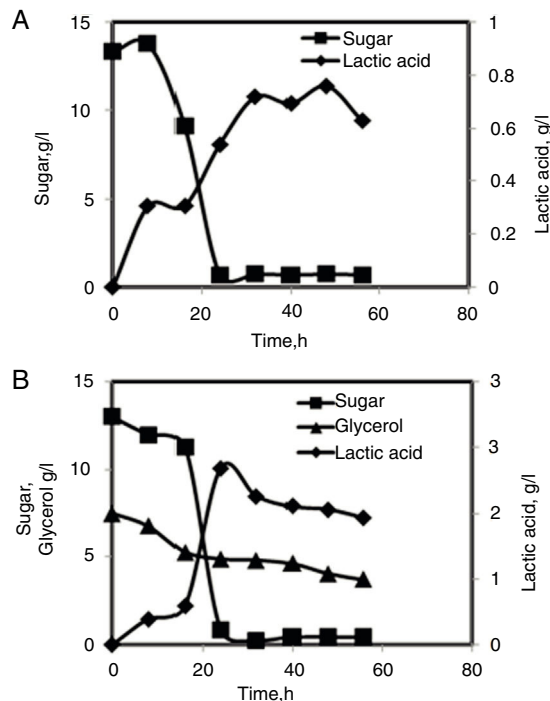 A
Sugar
Lactic acid
15
10
5
0
Sugar,g/l
1
0.8
0.6
0.4
0.2
0
Lactic acid, g/l
0 20 40 60 80
Time,h
B
Sugar
Glycerol
Lactic acid
15
10
5
0
Sugar,
Glycerol g/l
3
3
2
1
0
Lactic acid, g/l
0 20 40 60 80
Time,h